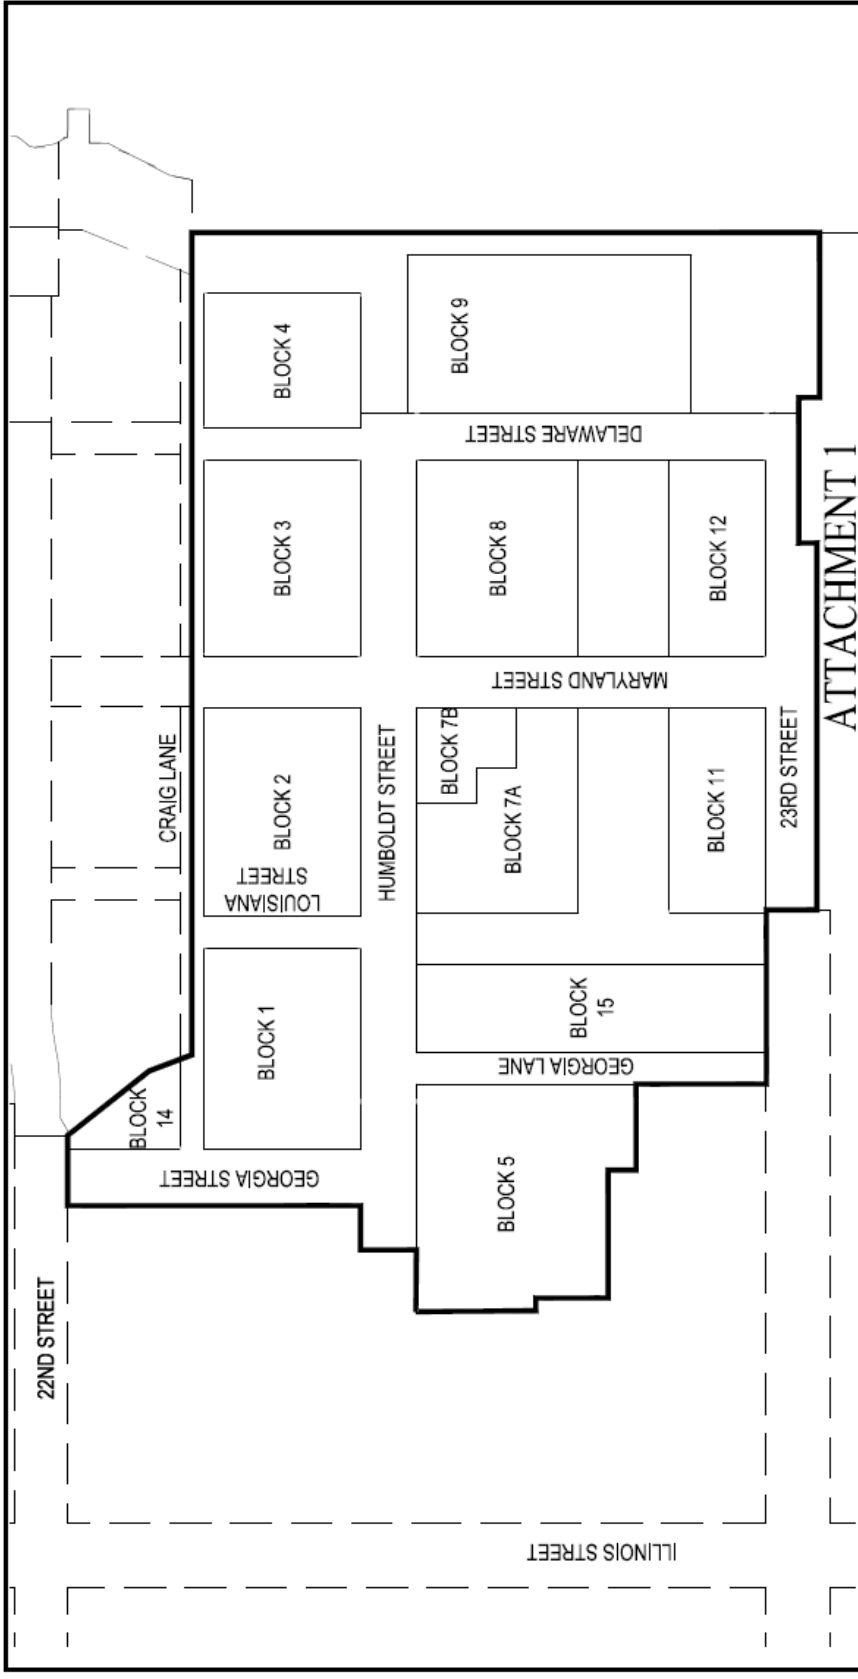 22ND STREET
BLOCK
14
CRAIG LANE
GEORGIA STREET
BLOCK 1
LOUISIANA
STREET
BLOCK 2
BLOCK 3
BLOCK 4
HUMBOLDT STREET
BLOCK 5
GEORGIA LANE
BLOCK
15
BLOCK 7A
BLOCK 7B
MARYLAND STREET
BLOCK 8
DELAWARE STREET
BLOCK 9
BLOCK 11
BLOCK 12
23RD STREET
ILLINOIS STREET
ATTACHMENT 1